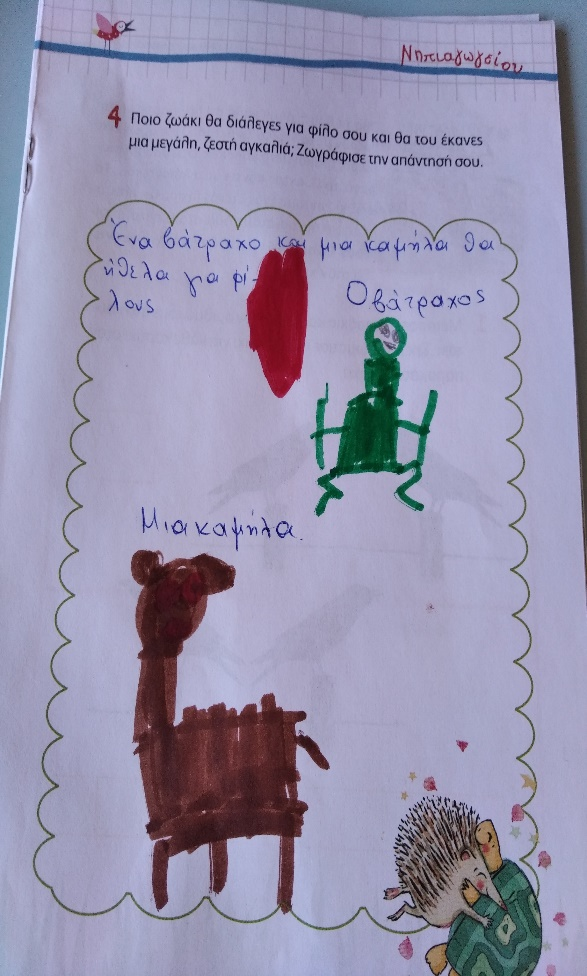 Νηπιαγωγείου
4 Ποιο ζωάκι θα διάλεγες για φίλο σου και θα του έκανες
μια μεγάλη, ζεστή αγκαλιά; Ζωγράφισε την απάντησή σου.
Ένα βάτραχο και μια καμήλα θα
ήθελα για φί-
λους
Ο βάτραχος
Μια καμήλα.